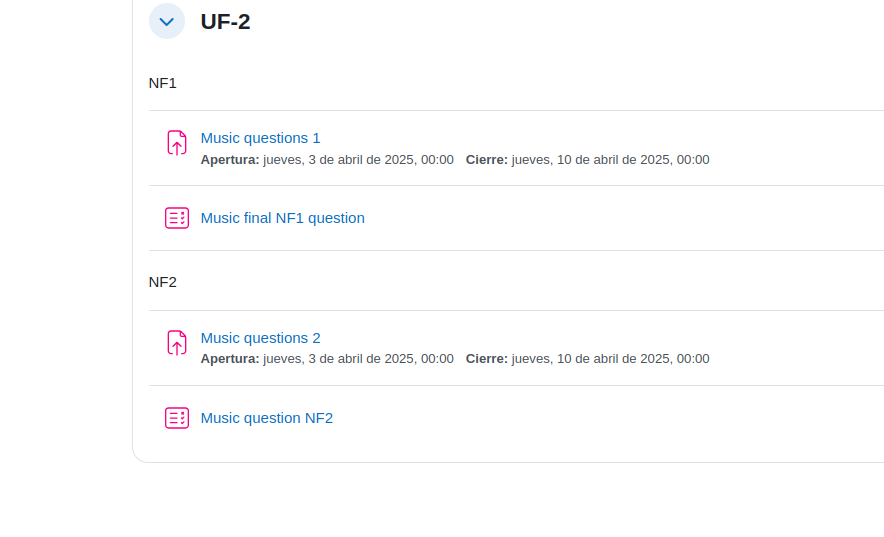 UF-2
NF1
Music questions 1
Apertura: jueves, 3 de abril de 2025, 00:00 Cierre: jueves, 10 de abril de 2025, 00:00
Music final NF1 question
NF2
Music questions 2
Apertura: jueves, 3 de abril de 2025, 00:00 Cierre: jueves, 10 de abril de 2025, 00:00
Music question NF2